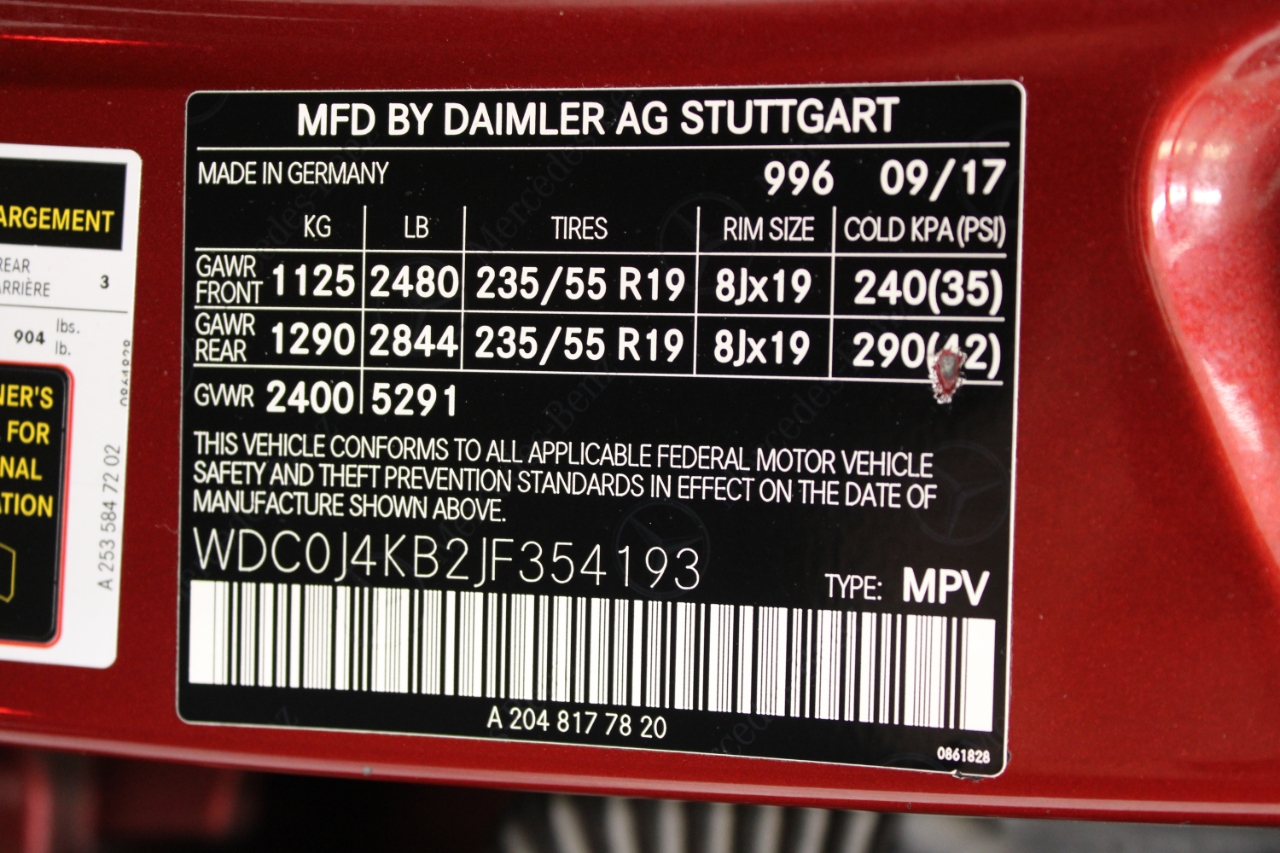 MFD BY DAIMLER AG STUTTGART
MADE IN GERMANY 996 09/17
KG LB TIRES RIM SIZE COLD KPA (PSI)
GAWR FRONT 1125 2480 235/55 R19 8Jx19 240(35)
GAWR REAR 1290 2844 235/55 R19 8Jx19 290(42)
GVWR 2400 5291
THIS VEHICLE CONFORMS TO ALL APPLICABLE FEDERAL MOTOR VEHICLE
SAFETY AND THEFT PREVENTION STANDARDS IN EFFECT ON THE DATE OF
MANUFACTURE SHOWN ABOVE.
WDC0J4KB2JF354193
TYPE: MPV
A 204 817 78 20
0861828
ARGEMENT
REAR
ARRIÈRE 3
904 lbs.
lb.
NER'S
FOR
NAL
ATION
A 253 584 72 02